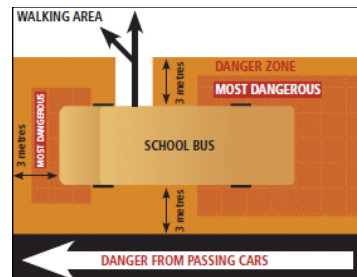 WALKING AREA
DANGER ZONE
MOST DANGEROUS
3 metres
MOST DANGEROUS
3 metres
SCHOOL BUS
3 metres
DANGER FROM PASSING CARS